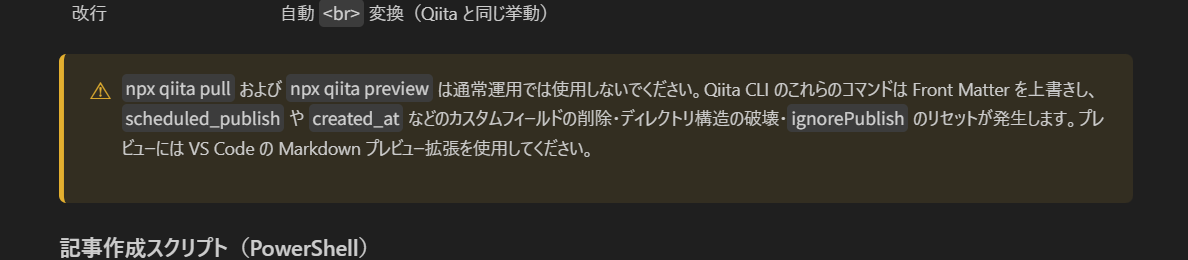 改行 自動 <br> 変換（Qiita と同じ挙動）
npx qiita pull および npx qiita preview は通常運用では使用しないでください。Qiita CLI のこれらのコマンドは Front Matter を上書きし、
scheduled_publish や created_at などのカスタムフィールドの削除・ディレクトリ構造の破壊・ignorePublish のリセットが発生します。プレ
ビューには VS Code の Markdown プレビュー拡張を使用してください。
記事作成スクリプト（PowerShell）